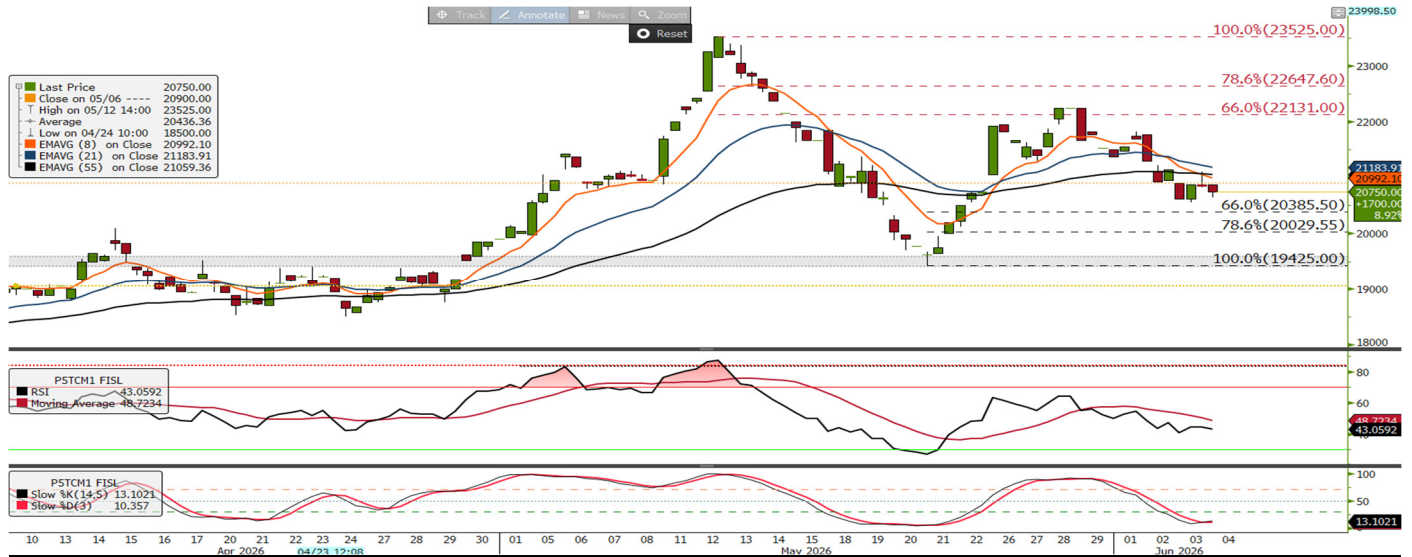 Track Annotate News Zoom
Reset
23998.50
100.0%(23525.00)
78.6%(22647.60)
66.0%(22131.00)
66.0%(20385.50)
78.6%(20029.55)
100.0%(19425.00)
Last Price 20750.00
Close on 05/06 ---- 20900.00
High on 05/12 14:00 23525.00
Average 20436.36
Low on 04/24 10:00 18500.00
EMAVG (8) on Close 20992.10
EMAVG (21) on Close 21183.91
EMAVG (55) on Close 21059.36
23000
22000
21183.91
20992.10
20750.00
+1700.00
8.92%
20000
19000
18000
P5TCM1 FISL
RSI 43.0592
Moving Average 48.7234
80
60
48.7234
43.0592
P5TCM1 FISL
Slow %K(14,5) 13.1021
Slow %D(3) 10.357
100
50
13.1021
10 13 14 15 16 17 20 21 22 23 24 27 28 29 30 01 05 06 07 08 11 12 13 14 15 18 19 20 21 22 26 27 28 29 01 02 03 04
Apr 2026 04/23 12:08 May 2026 Jun 2026